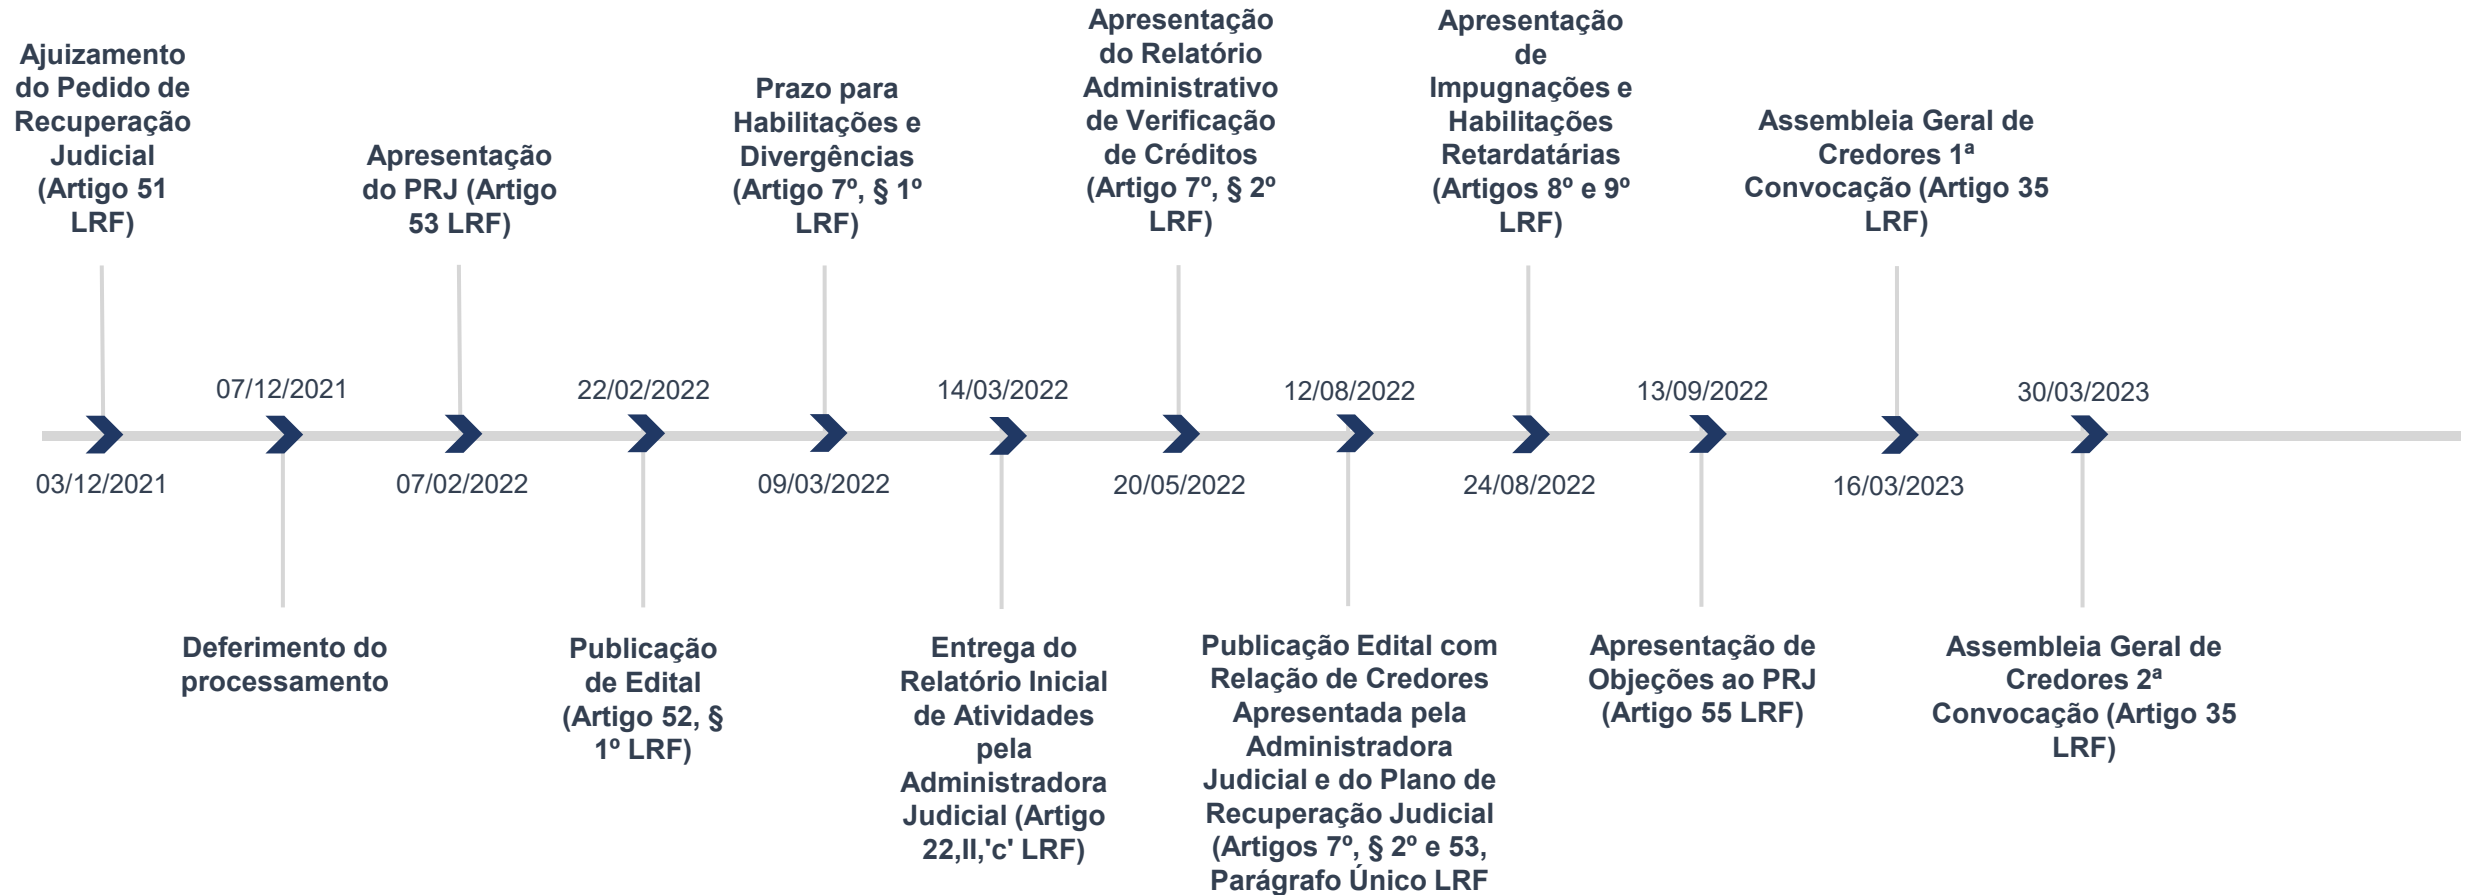 Ajuizamento
do Pedido de
Recuperação
Judicial
(Artigo 51
LRF)
03/12/2021
07/12/2021
Deferimento do
processamento
Apresentação
do PRJ (Artigo
53 LRF)
07/02/2022
22/02/2022
Publicação
de Edital
(Artigo 52, §
1º LRF)
Prazo para
Habilitações e
Divergências
(Artigo 7º, § 1º
LRF)
09/03/2022
14/03/2022
Entrega do
Relatório Inicial
de Atividades
pela
Administradora
Judicial (Artigo
22,II,'c' LRF)
Apresentação
do Relatório
Administrativo
de Verificação
de Créditos
(Artigo 7º, § 2º
LRF)
20/05/2022
12/08/2022
Publicação Edital com
Relação de Credores
Apresentada pela
Administradora
Judicial e do Plano de
Recuperação Judicial
(Artigos 7º, § 2º e 53,
Parágrafo Único LRF
Apresentação
de
Impugnações e
Habilitações
Retardatárias
(Artigos 8º e 9º
LRF)
24/08/2022
13/09/2022
Apresentação de
Objeções ao PRJ
(Artigo 55 LRF)
Assembleia Geral de
Credores 1ª
Convocação (Artigo 35
LRF)
16/03/2023
30/03/2023
Assembleia Geral de
Credores 2ª
Convocação (Artigo 35
LRF)